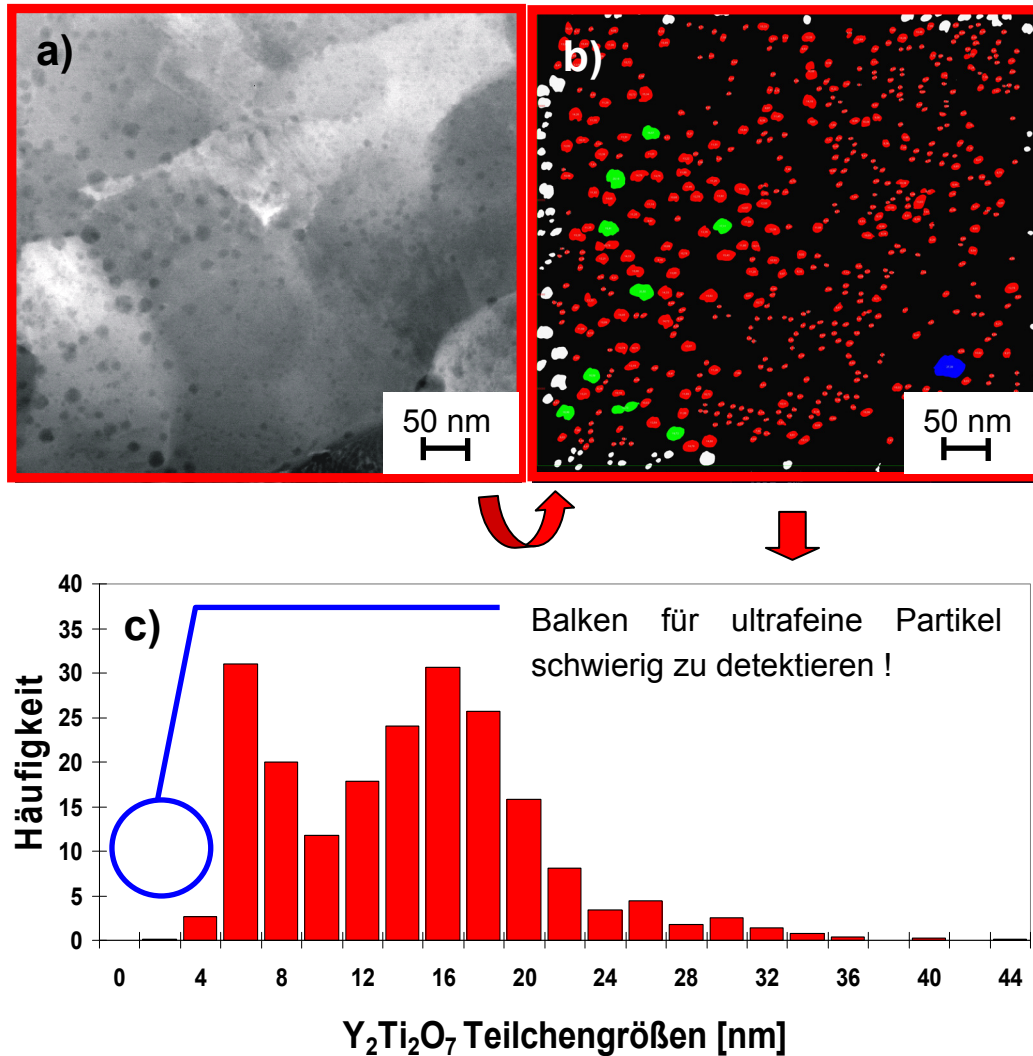 a)
50 nm
b)
50 nm
c)
Balken für ultrafeine Partikel
schwierig zu detektieren !
Häufigkeit
40
35
30
25
20
15
10
5
0
0 4 8 12 16 20 24 28 32 36 40 44
Y₂Ti₂O₇ Teilchengrößen [nm]